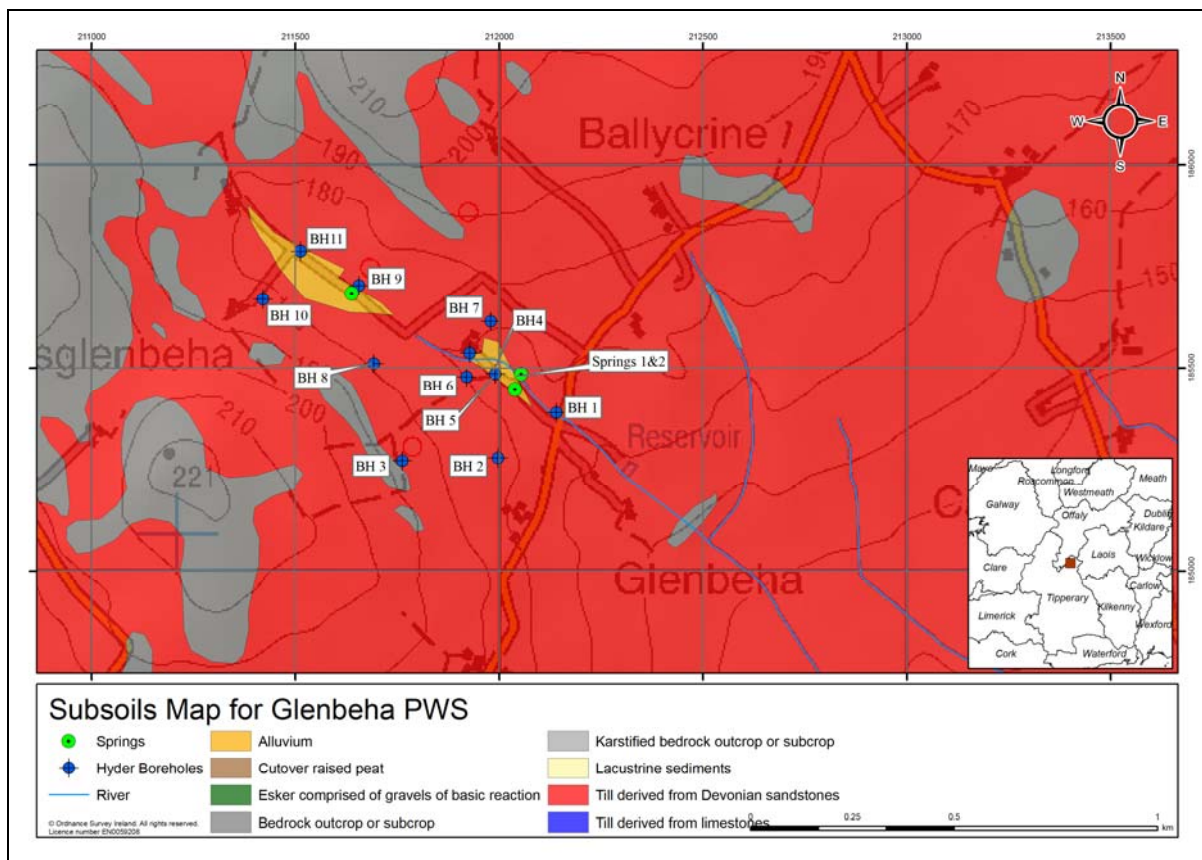 211000 211500 212000 212500 213000 213500
N
W E
S
210
210
190
200
180
190
170
160
150
Ballycrine
186000
BH11
BH 9
BH 10
BH 7
BH4
sglenbeha
BH 8
BH 6
BH 5
Springs 1&2
185500
BH 1
210
200
190
Reservoir
BH 3
BH 2
221
C
Glenbeha
185000
Mayo
Longford
Roscommon
Meath
Westmeath
Galway
Offaly
Dublin
Kildare
Laois
Wicklow
Clare
Carlow
Tipperary
Limerick
Kilkenny
Wexford
Cork
Waterford
Subsoils Map for Glenbeha PWS
Springs
Hyder Boreholes
River
Alluvium
Cutover raised peat
Esker comprised of gravels of basic reaction
Bedrock outcrop or subcrop
Karstified bedrock outcrop or subcrop
Lacustrine sediments
Till derived from Devonian sandstones
Till derived from limestones
© Ordnance Survey Ireland. All rights reserved.
Licence number EN0059208
0 0.25 0.5 1
km